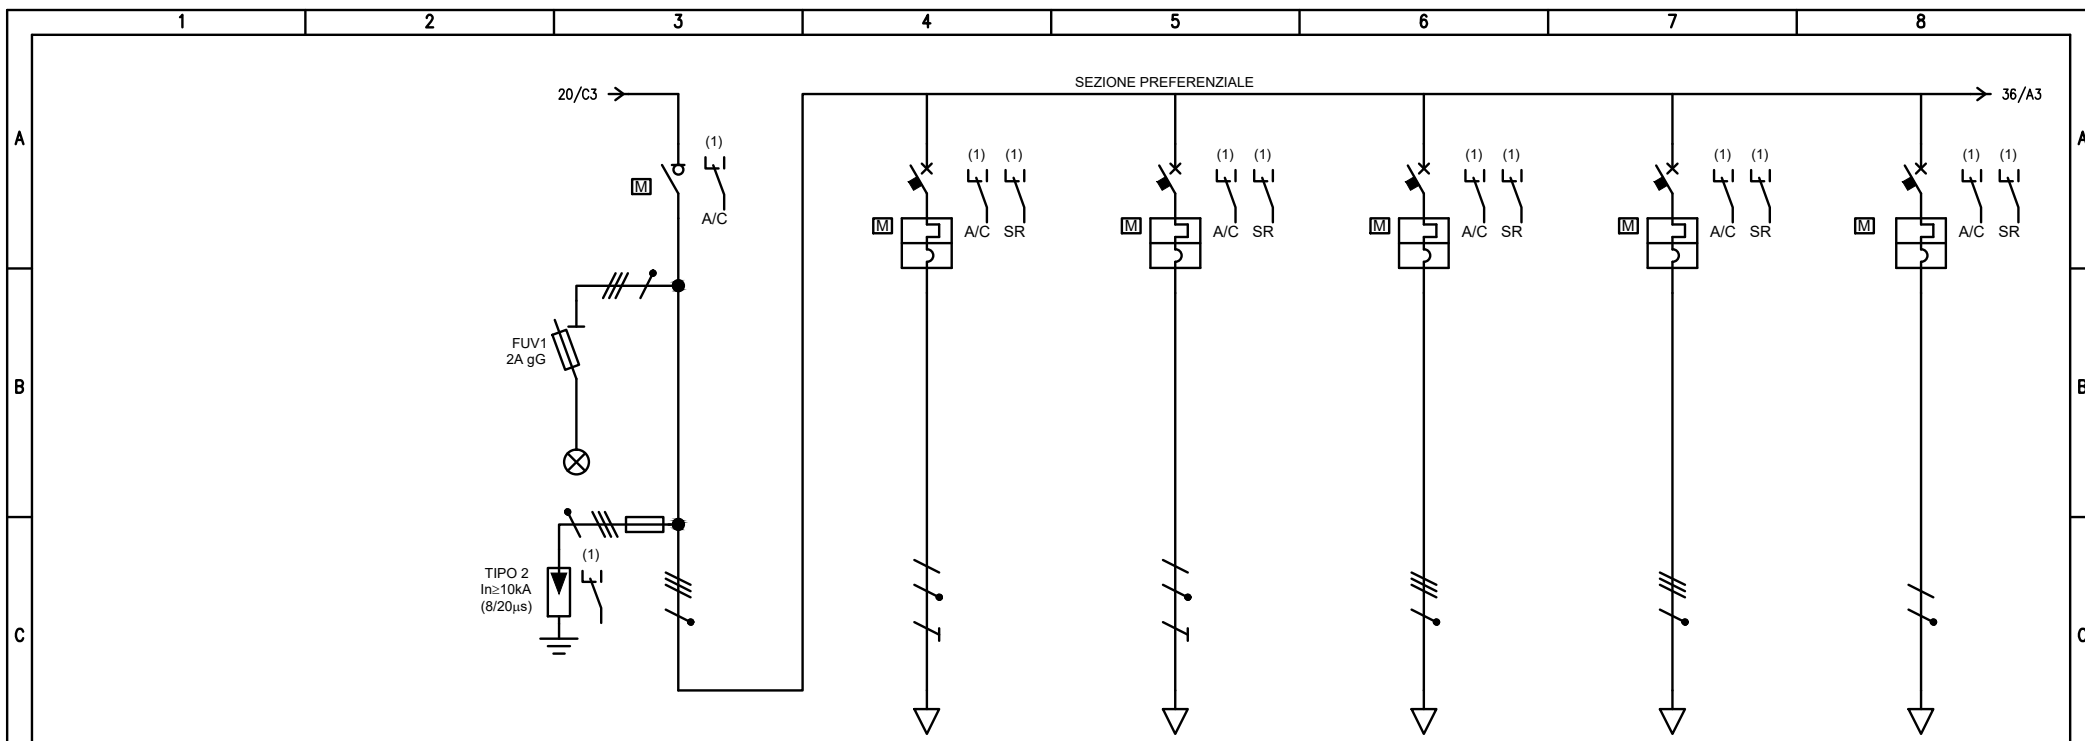 1 2 3 4 5 6 7 8
SEZIONE PREFERENZIALE
20/C3 36/A3
A A
(1) (1) (1) (1) (1) (1) (1) (1) (1) (1) (1)
M
A/C
M A/C SR M A/C SR M A/C SR M A/C SR M A/C SR
FUV1
2A gG
B B
(1)
TIPO 2
In≥10kA
(8/20µs)
C C